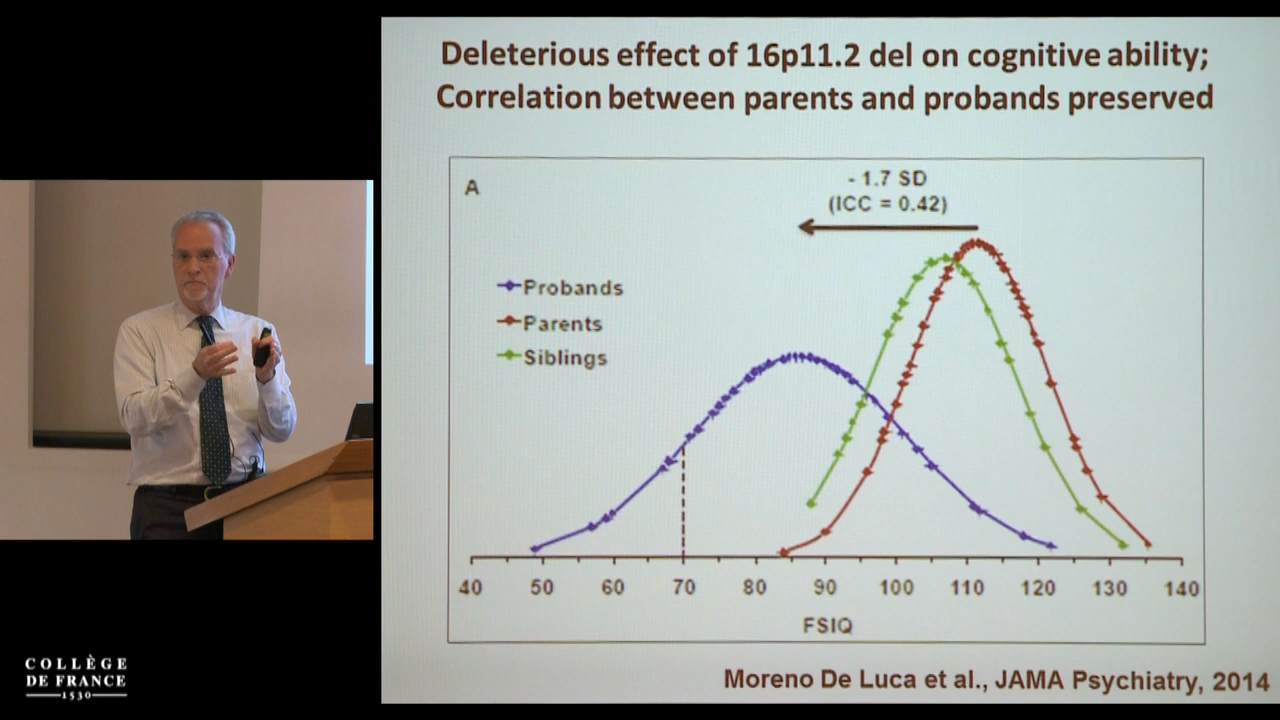 Deleterious effect of 16p11.2 del on cognitive ability;
Correlation between parents and probands preserved
A
- 1.7 SD
(ICC = 0.42)
Probands
Parents
Siblings
40 50 60 70 80 90 100 110 120 130 140
FSIQ
Moreno De Luca et al., JAMA Psychiatry, 2014
COLLÈGE
DE FRANCE
1530